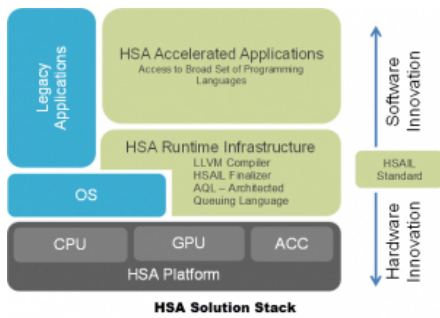 Legacy
Applications
HSA Accelerated Applications
Access to Broad Set of Programming
Languages
HSA Runtime Infrastructure
LLVM Compiler
HSAIL Finalizer
AQL – Architected
Queuing Language
OS
CPU
GPU
ACC
HSA Platform
Software
Innovation
HSAIL
Standard
Hardware
Innovation
HSA Solution Stack